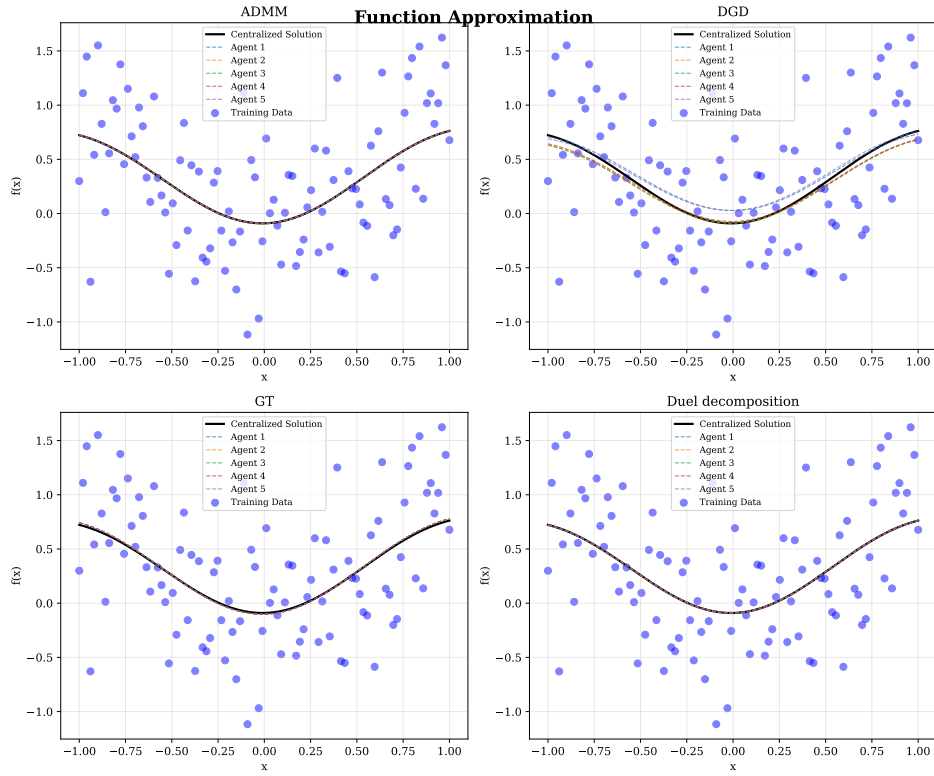 Function Approximation
ADMM
Centralized Solution
Agent 1
Agent 2
Agent 3
Agent 4
Agent 5
Training Data
f(x)
1.5
1.0
0.5
0.0
−0.5
−1.0
−1.00 −0.75 −0.50 −0.25 0.00 0.25 0.50 0.75 1.00
x
DGD
Centralized Solution
Agent 1
Agent 2
Agent 3
Agent 4
Agent 5
Training Data
f(x)
1.5
1.0
0.5
0.0
−0.5
−1.0
−1.00 −0.75 −0.50 −0.25 0.00 0.25 0.50 0.75 1.00
x
GT
Centralized Solution
Agent 1
Agent 2
Agent 3
Agent 4
Agent 5
Training Data
f(x)
1.5
1.0
0.5
0.0
−0.5
−1.0
−1.00 −0.75 −0.50 −0.25 0.00 0.25 0.50 0.75 1.00
x
Duel decomposition
Centralized Solution
Agent 1
Agent 2
Agent 3
Agent 4
Agent 5
Training Data
f(x)
1.5
1.0
0.5
0.0
−0.5
−1.0
−1.00 −0.75 −0.50 −0.25 0.00 0.25 0.50 0.75 1.00
x